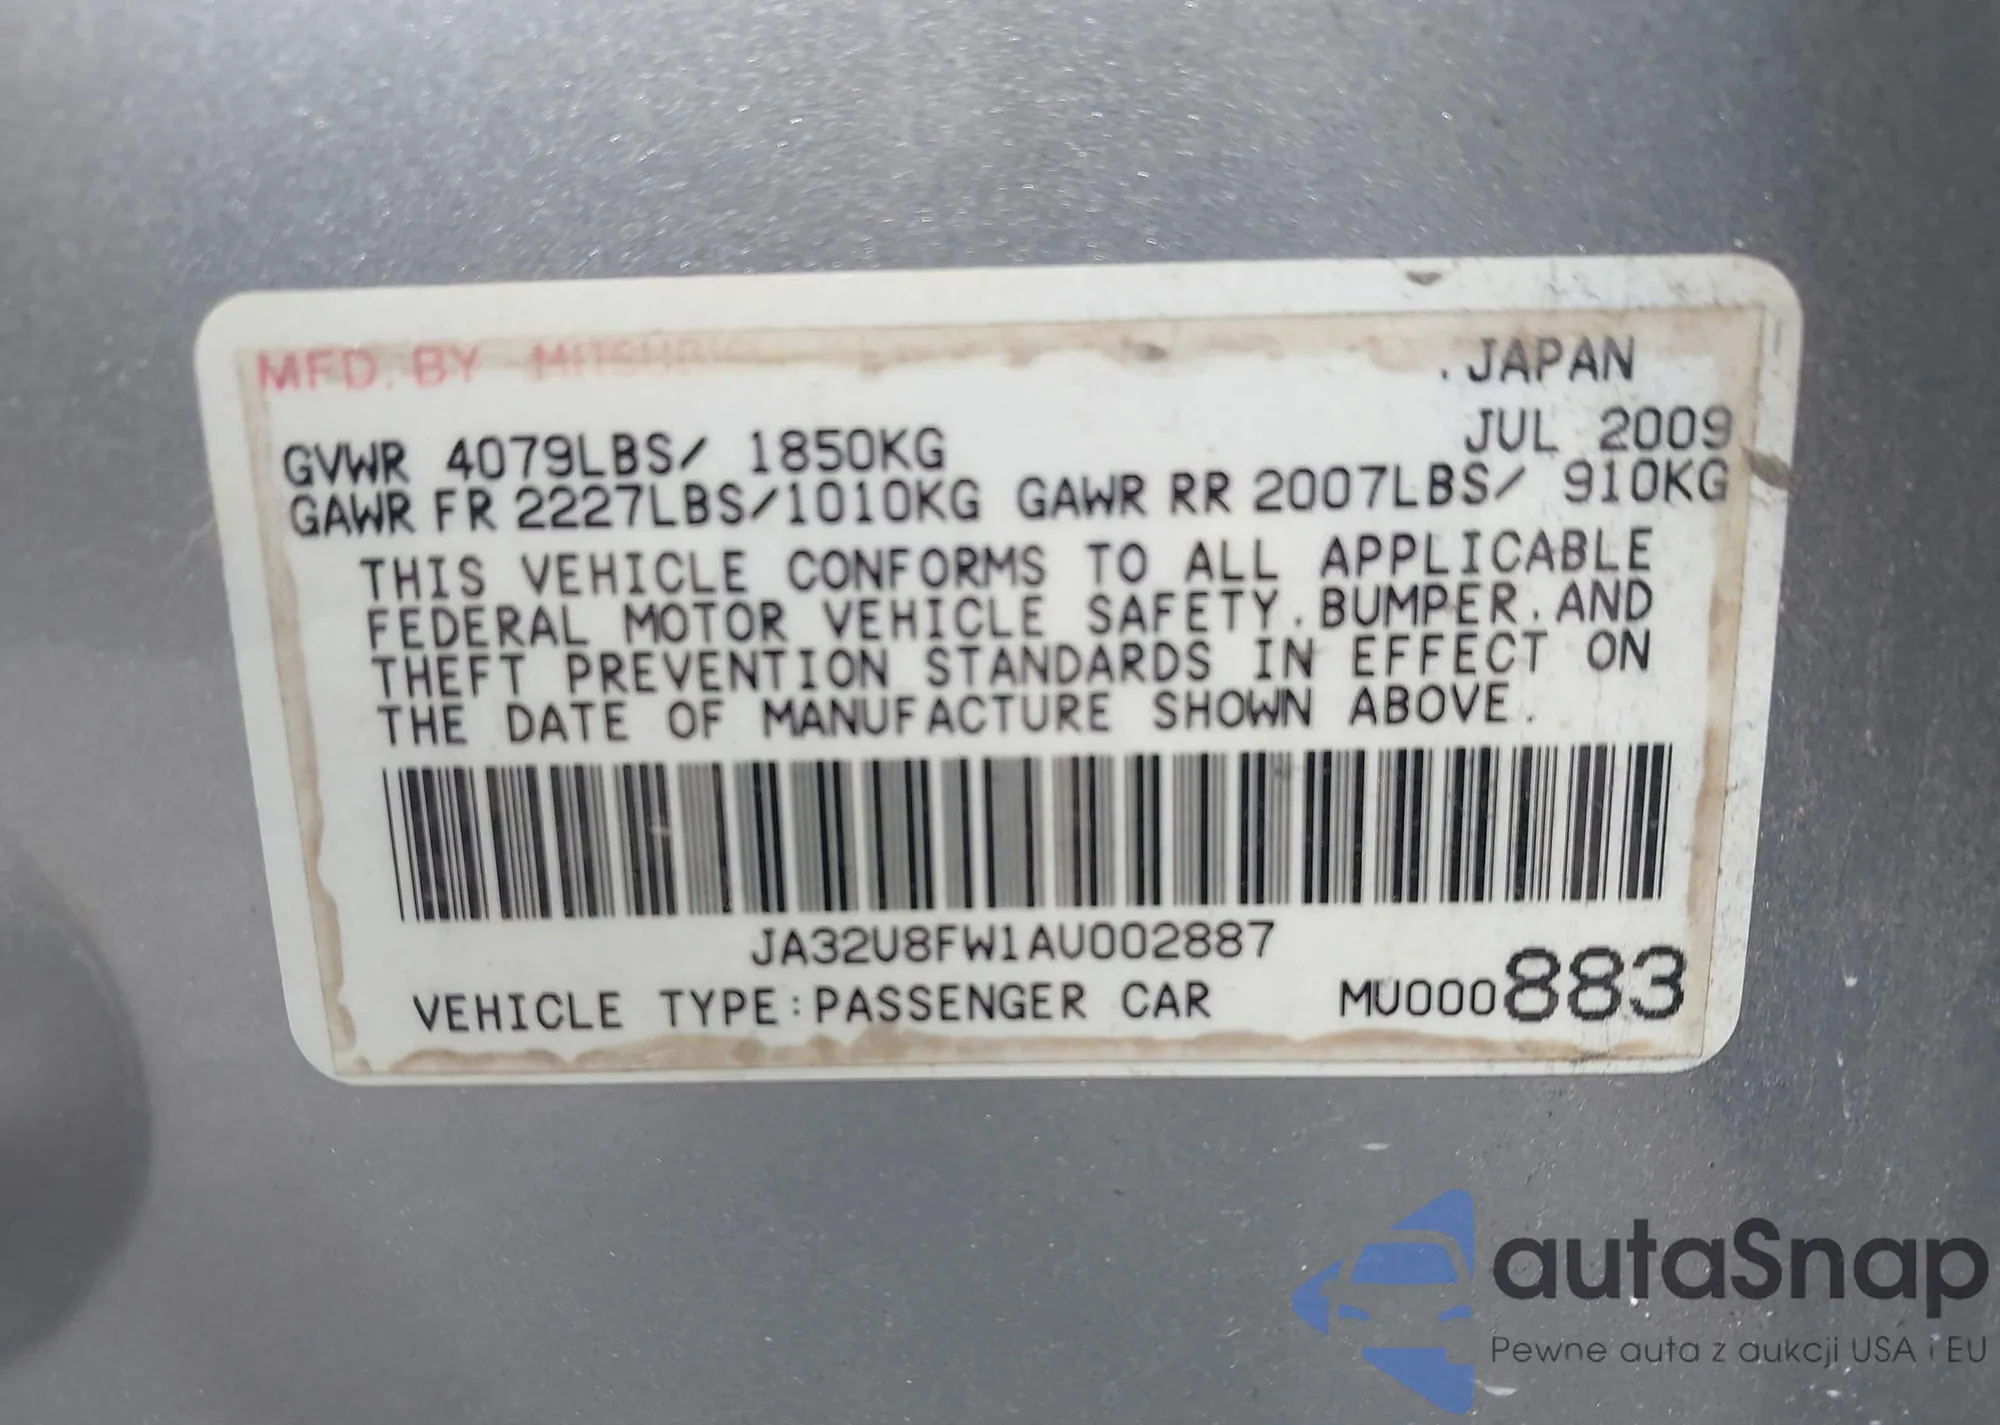 MFD. BY MITSUBIS
. JAPAN
JUL 2009
GVWR 4079LBS/ 1850KG
GAWR FR 2227LBS/1010KG GAWR RR 2007LBS/ 910KG
THIS VEHICLE CONFORMS TO ALL APPLICABLE
FEDERAL MOTOR VEHICLE SAFETY.BUMPER.AND
THEFT PREVENTION STANDARDS IN EFFECT ON
THE DATE OF MANUFACTURE SHOWN ABOVE.
JA32U8FW1AU002887
VEHICLE TYPE:PASSENGER CAR MU000883
autaSnap
Pewne auta z aukcji USA i EU